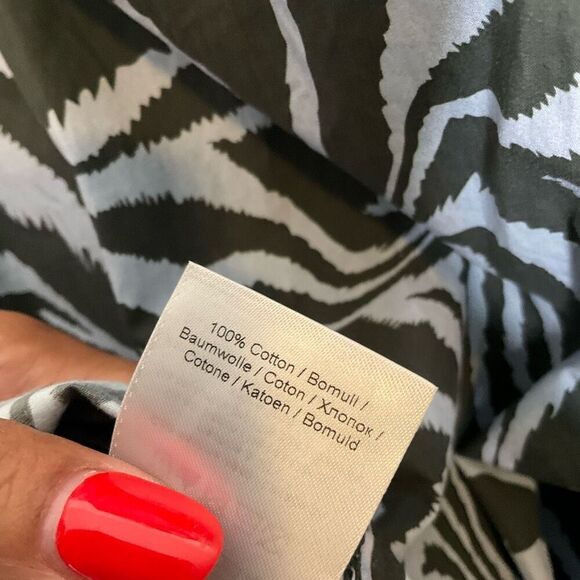 100% Cotton / Bomull /
Baumwolle / Coton / Хлопок /
Cotone / Katoen / Bomuld